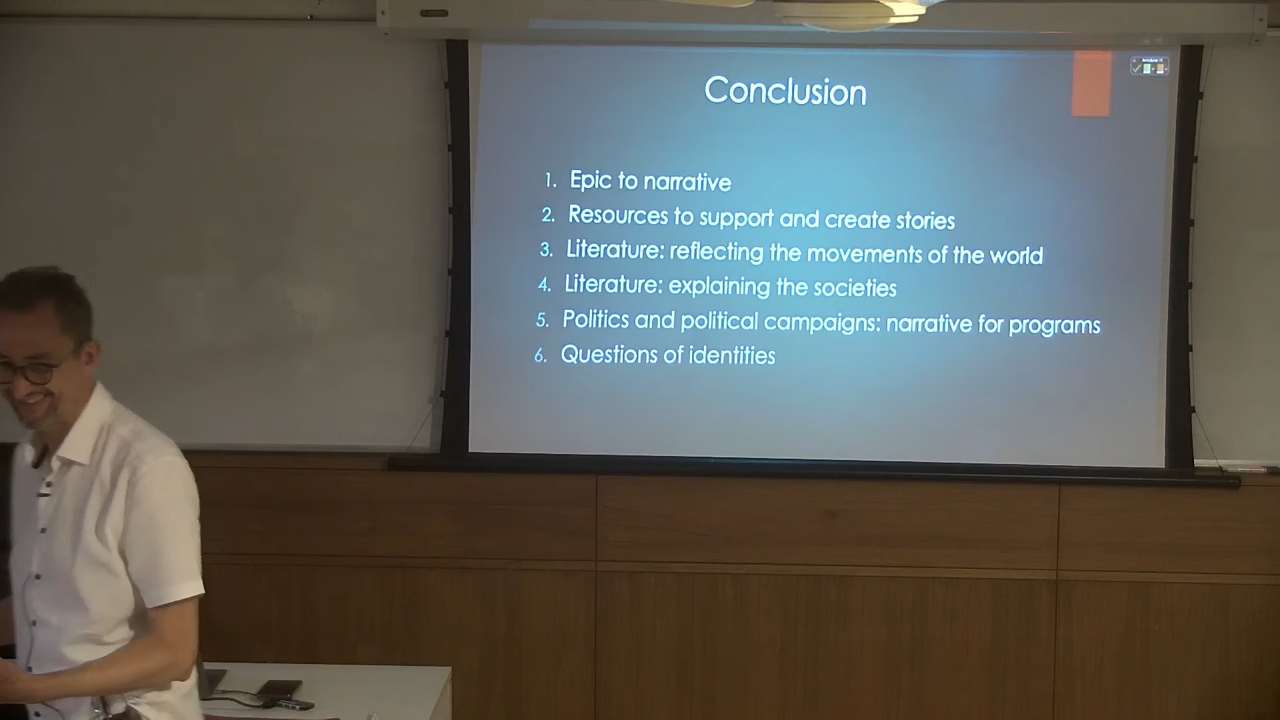 Conclusion
1. Epic to narrative
2. Resources to support and create stories
3. Literature: reflecting the movements of the world
4. Literature: explaining the societies
5. Politics and political campaigns: narrative for programs
6. Questions of identities